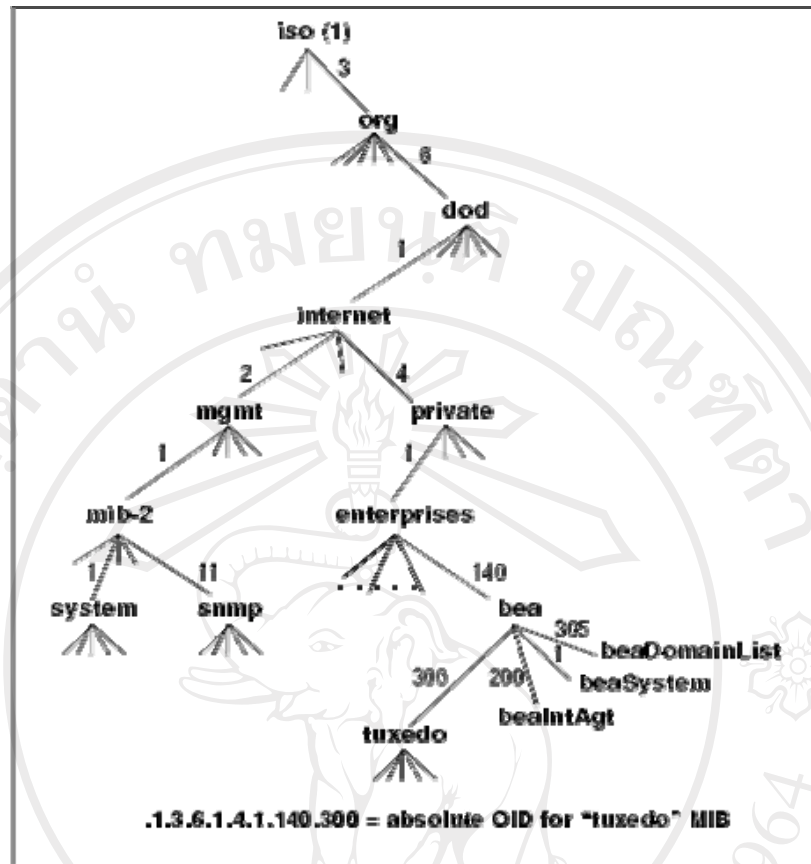 iso (1)
3
org
6
dod
1
internet
2
4
mgmt
private
1
1
mib-2
enterprises
1
11
140
system
snmp
. . . . .
bea
305
beaDomainList
1
beaSystem
300
200
beaIntAgt
tuxedo
.1.3.6.1.4.1.140.300 = absolute OID for "tuxedo" MIB
1964